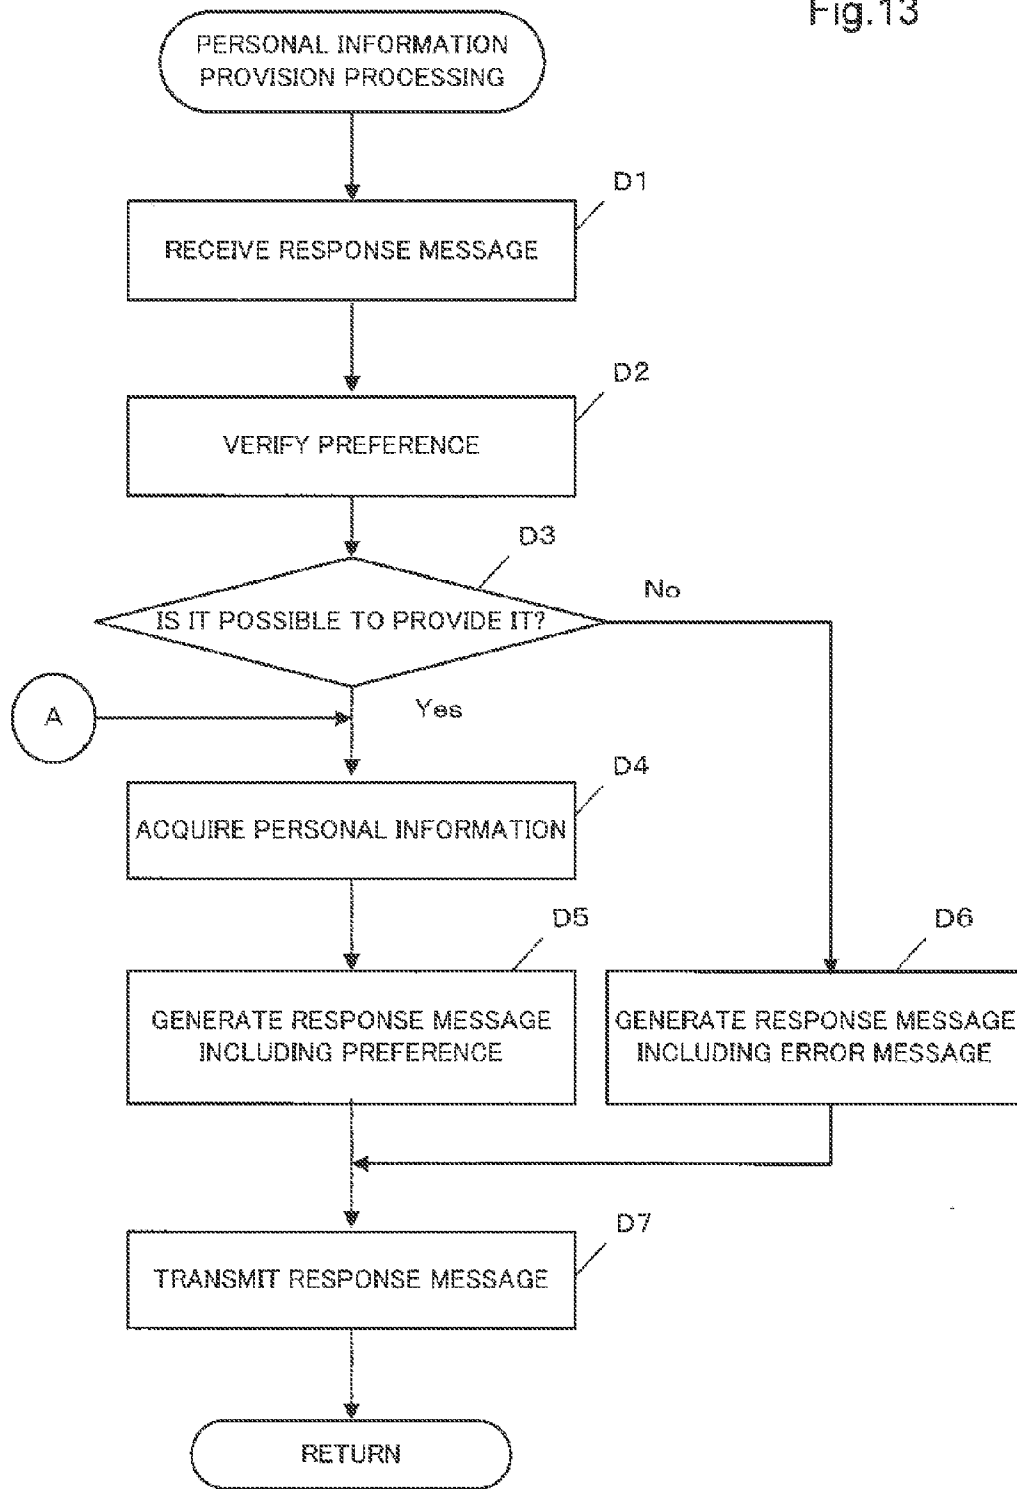 Fig.13
PERSONAL INFORMATION
PROVISION PROCESSING
D1
RECEIVE RESPONSE MESSAGE
D2
VERIFY PREFERENCE
D3
IS IT POSSIBLE TO PROVIDE IT?
No
A
Yes
D4
ACQUIRE PERSONAL INFORMATION
D5
GENERATE RESPONSE MESSAGE
INCLUDING PREFERENCE
D6
GENERATE RESPONSE MESSAGE
INCLUDING ERROR MESSAGE
D7
TRANSMIT RESPONSE MESSAGE
RETURN